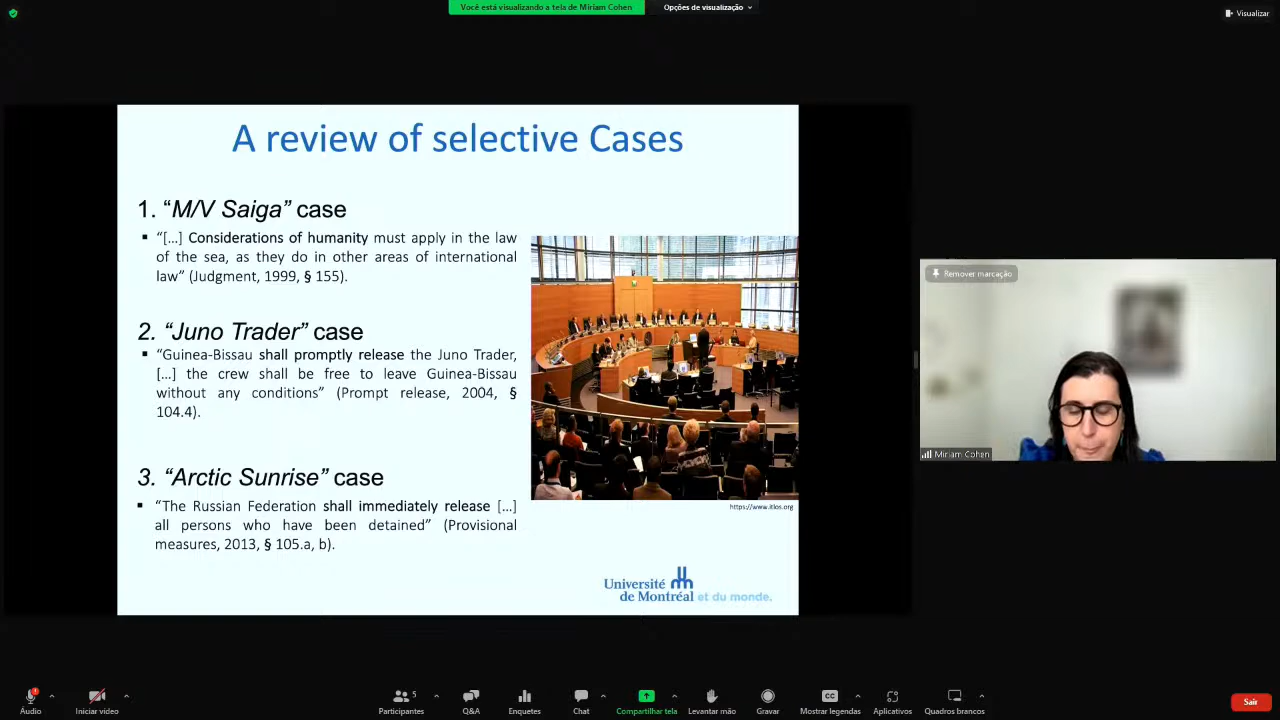 Você está visualizando a tela de Miriam Cohen
Opções de visualização
Visualizar
A review of selective Cases
1. “M/V Saiga” case
▪ “[...] Considerations of humanity must apply in the law
of the sea, as they do in other areas of international
law” (Judgment, 1999, § 155).
2. “Juno Trader” case
▪ “Guinea-Bissau shall promptly release the Juno Trader,
[...] the crew shall be free to leave Guinea-Bissau
without any conditions” (Prompt release, 2004, §
104.4).
3. “Arctic Sunrise” case
▪ “The Russian Federation shall immediately release [...]
all persons who have been detained” (Provisional
measures, 2013, § 105.a, b).
https://www.itlos.org
Université
de Montréal et du monde.
Remover marcação
Miriam Cohen
Áudio
Iniciar vídeo
Participantes
5
Q&A
Enquetes
Chat
Compartilhar tela
Levantar mão
Gravar
Mostrar legendas
Aplicativos
Quadros brancos
Sair